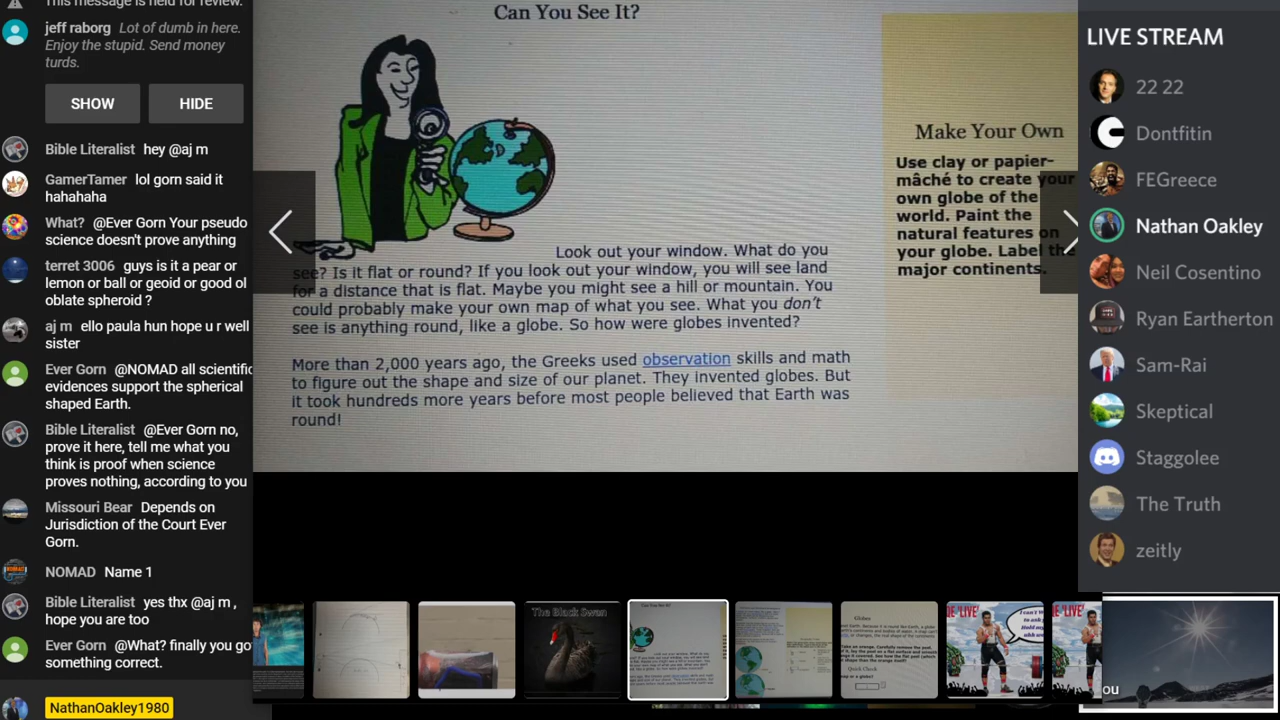 This message is held for review.
jeff raborg Lot of dumb in here.
Enjoy the stupid. Send money
turds.
SHOW
HIDE
Bible Literalist hey @aj m
GamerTamer lol gorn said it
hahahaha
What? @Ever Gorn Your pseudo
science doesn't prove anything
terret 3006 guys is it a pear or
lemon or ball or geoid or good ol
oblate spheroid ?
aj m ello paula hun hope u r well
sister
Ever Gorn @NOMAD all scientific
evidences support the spherical
shaped Earth.
Bible Literalist @Ever Gorn no,
prove it here, tell me what you
think is proof when science
proves nothing, according to you
Missouri Bear Depends on
Jurisdiction of the Court Ever
Gorn.
NOMAD Name 1
Bible Literalist yes thx @aj m ,
hope you are too
Ever Gorn @What? finally you go
something correct.
NathanOakley1980
Can You See It?
Look out your window. What do you
see? Is it flat or round? If you look out your window, you will see land
for a distance that is flat. Maybe you might see a hill or mountain. You
could probably make your own map of what you see. What you don't
see is anything round, like a globe. So how were globes invented?
More than 2,000 years ago, the Greeks used observation skills and math
to figure out the shape and size of our planet. They invented globes. But
it took hundreds more years before most people believed that Earth was
round!
Make Your Own
Use clay or papier-
mâché to create your
own globe of the
world. Paint the
natural features on
your globe. Label the
major continents.
The Black Swan
Globes
Quick Check
LIVE STREAM
22 22
Dontfitin
FEGreece
Nathan Oakley
Neil Cosentino
Ryan Eartherton
Sam-Rai
Skeptical
Staggolee
The Truth
zeitly
ou